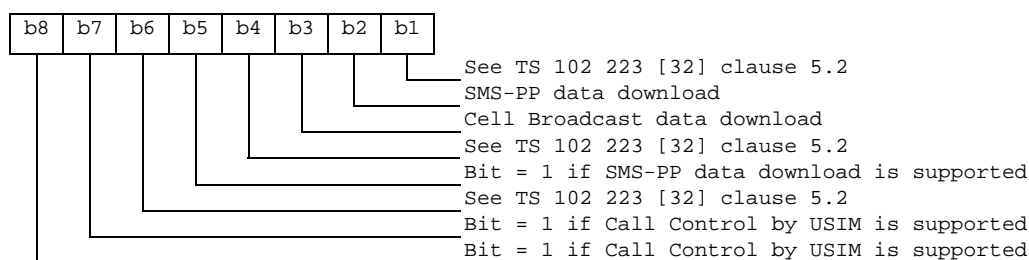 b8 b7 b6 b5 b4 b3 b2 b1
See TS 102 223 [32] clause 5.2
SMS-PP data download
Cell Broadcast data download
See TS 102 223 [32] clause 5.2
Bit = 1 if SMS-PP data download is supported
See TS 102 223 [32] clause 5.2
Bit = 1 if Call Control by USIM is supported
Bit = 1 if Call Control by USIM is supported